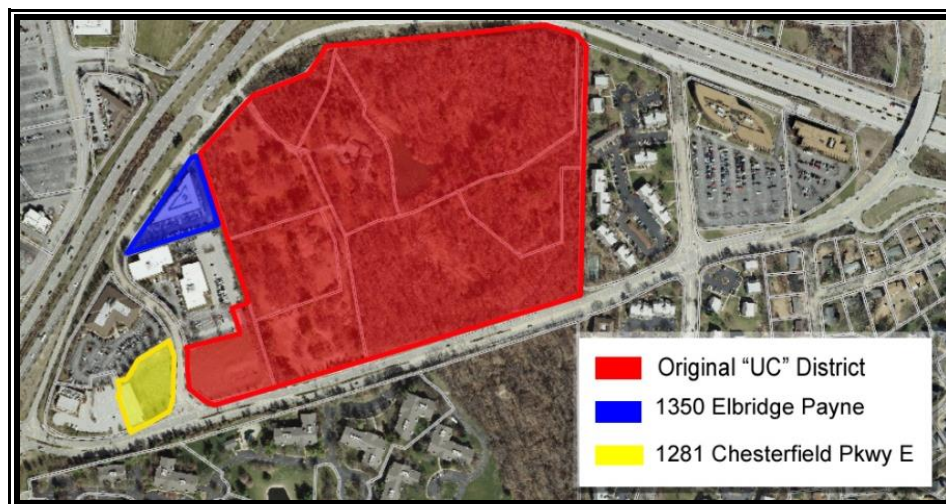 Original “UC” District
1350 Elbridge Payne
1281 Chesterfield Pkwy E